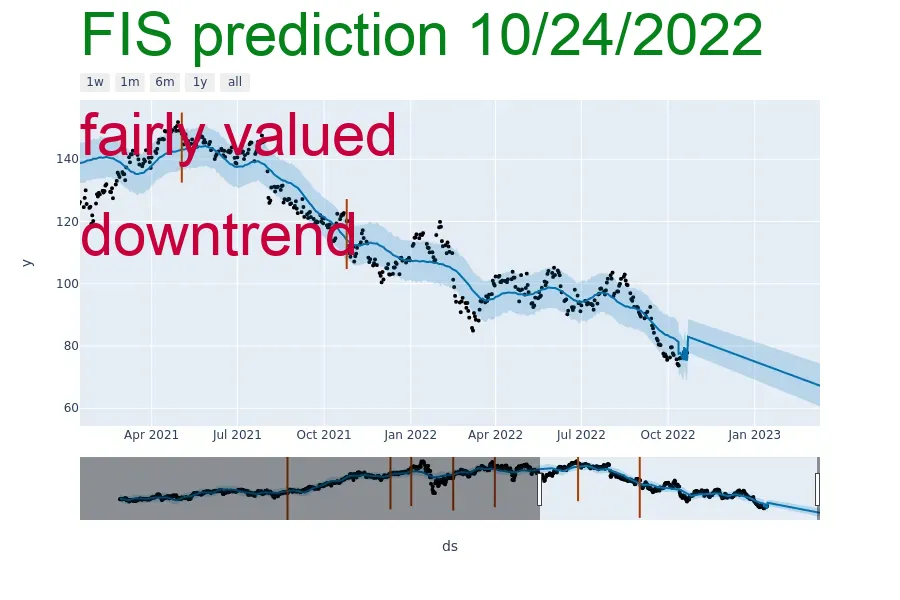 FIS prediction 10/24/2022
1w 1m 6m 1y all
fairly valued
140
120
downtrend
y
100
80
60
Apr 2021 Jul 2021 Oct 2021 Jan 2022 Apr 2022 Jul 2022 Oct 2022 Jan 2023
ds